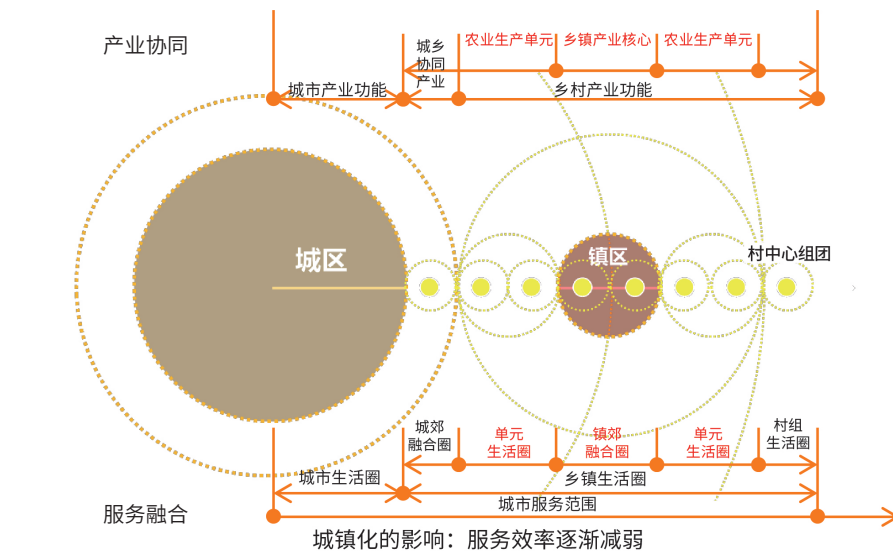 产业协同
城乡
协同
产业
农业生产单元
乡镇产业核心
农业生产单元
城市产业功能
乡村产业功能
城区
镇区
村中心组团
城郊
融合圈
单元
生活圈
镇郊
融合圈
单元
生活圈
村组
生活圈
城市生活圈
乡镇生活圈
城市服务范围
服务融合
城镇化的影响：服务效率逐渐减弱